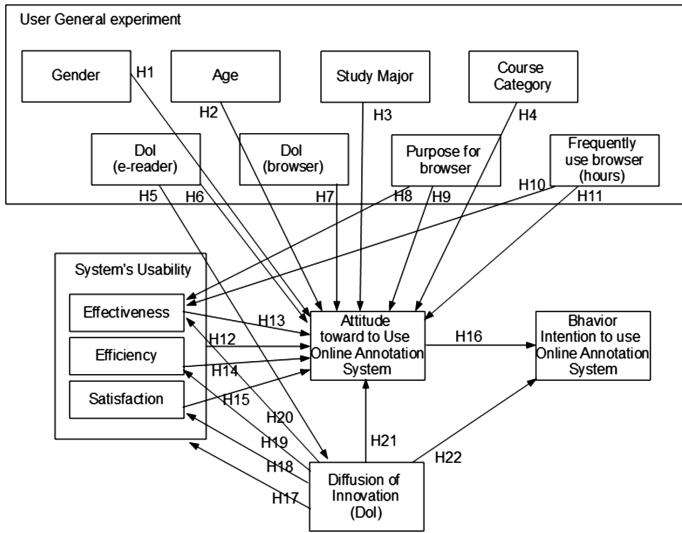 User General experiment
Gender
H1
Age
Study Major
Course
Category
H2
H3
H4
DoI
(e-reader)
DoI
(browser)
Purpose for
browser
Frequently
use browser
(hours)
H5
H6
H7
H8
H9
H10
H11
System's Usability
Effectiveness
Efficiency
Satisfaction
H13
H12
H14
H15
Attitude
toward to Use
Online Annotation
System
H16
Bhavior
Intention to use
Online Annotation
System
H20
H19
H18
H17
H21
H22
Diffusion of
Innovation
(DoI)